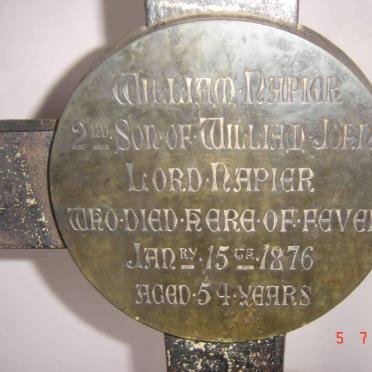 WILLIAM · NAPIER
2ND SON · OF · WILLIAM · JOHN
LORD · NAPIER
WHO · DIED · HERE · OF · FEVER
JANRY · 15TH · 1876
AGED · 54 · YEARS
5 7